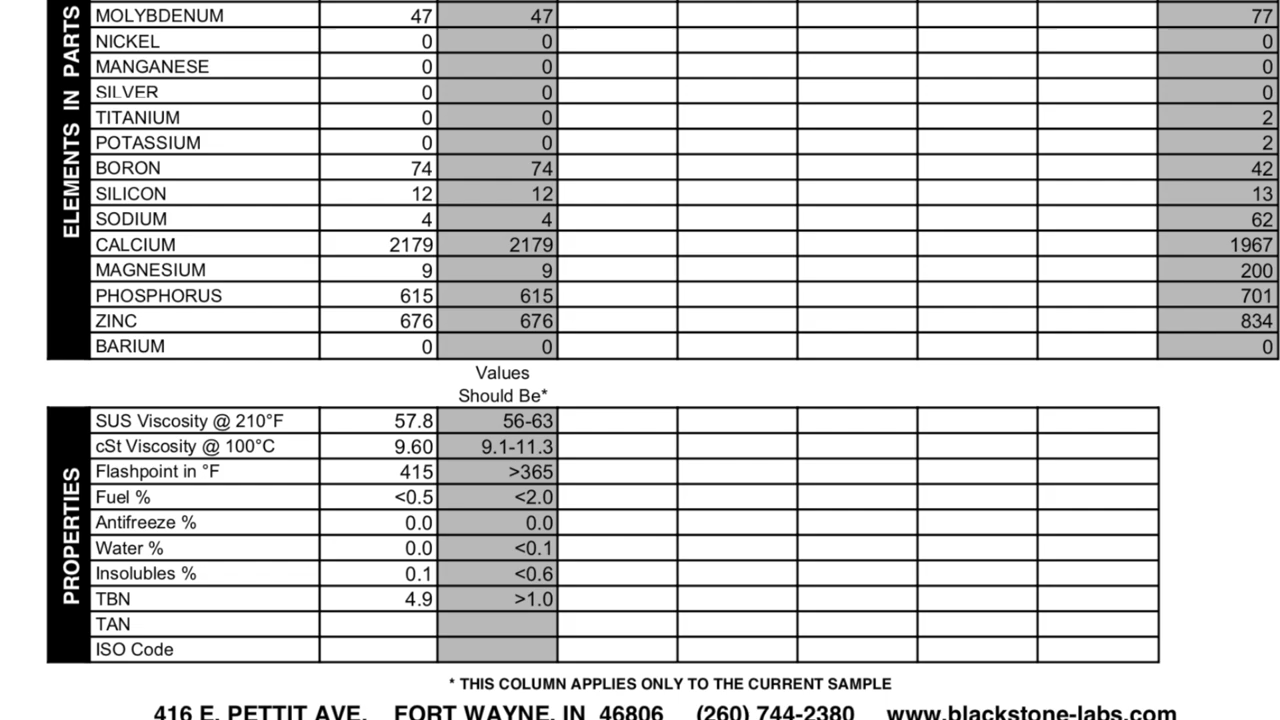 ELEMENTS IN PARTS
MOLYBDENUM 47 47 77
NICKEL 0 0 0
MANGANESE 0 0 0
SILVER 0 0 0
TITANIUM 0 0 2
POTASSIUM 0 0 2
BORON 74 74 42
SILICON 12 12 13
SODIUM 4 4 62
CALCIUM 2179 2179 1967
MAGNESIUM 9 9 200
PHOSPHORUS 615 615 701
ZINC 676 676 834
BARIUM 0 0 0
Values
Should Be*
PROPERTIES
SUS Viscosity @ 210°F 57.8 56-63
cSt Viscosity @ 100°C 9.60 9.1-11.3
Flashpoint in °F 415 >365
Fuel % <0.5 <2.0
Antifreeze % 0.0 0.0
Water % 0.0 <0.1
Insolubles % 0.1 <0.6
TBN 4.9 >1.0
TAN
ISO Code
* THIS COLUMN APPLIES ONLY TO THE CURRENT SAMPLE
416 E. PETTIT AVE. FORT WAYNE, IN 46806 (260) 744-2380 www.blackstone-labs.com